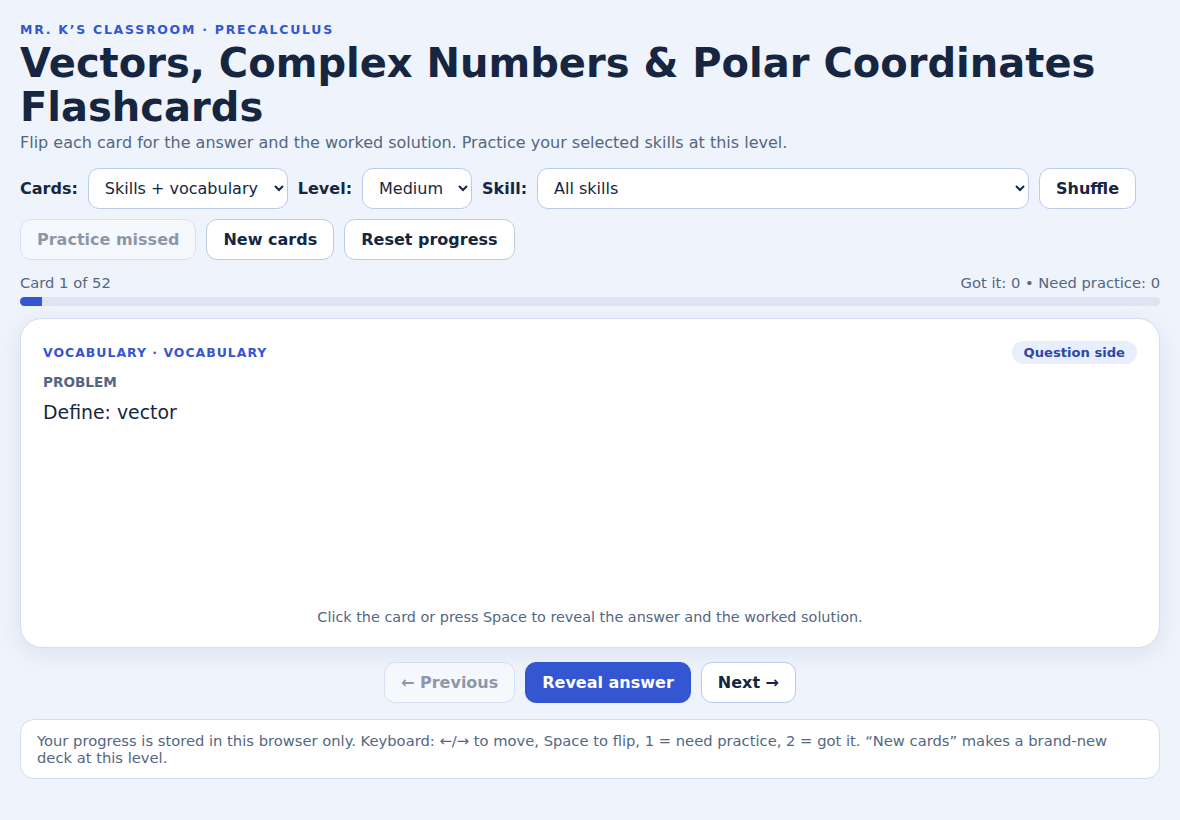 MR. K’S CLASSROOM · PRECALCULUS
Vectors, Complex Numbers & Polar Coordinates
Flashcards
Flip each card for the answer and the worked solution. Practice your selected skills at this level.
Cards: Skills + vocabulary Level: Medium Skill: All skills Shuffle
Practice missed New cards Reset progress
Card 1 of 52 Got it: 0 • Need practice: 0
VOCABULARY · VOCABULARY Question side
PROBLEM
Define: vector
Click the card or press Space to reveal the answer and the worked solution.
← Previous Reveal answer Next →
Your progress is stored in this browser only. Keyboard: ←/→ to move, Space to flip, 1 = need practice, 2 = got it. “New cards” makes a brand-new
deck at this level.